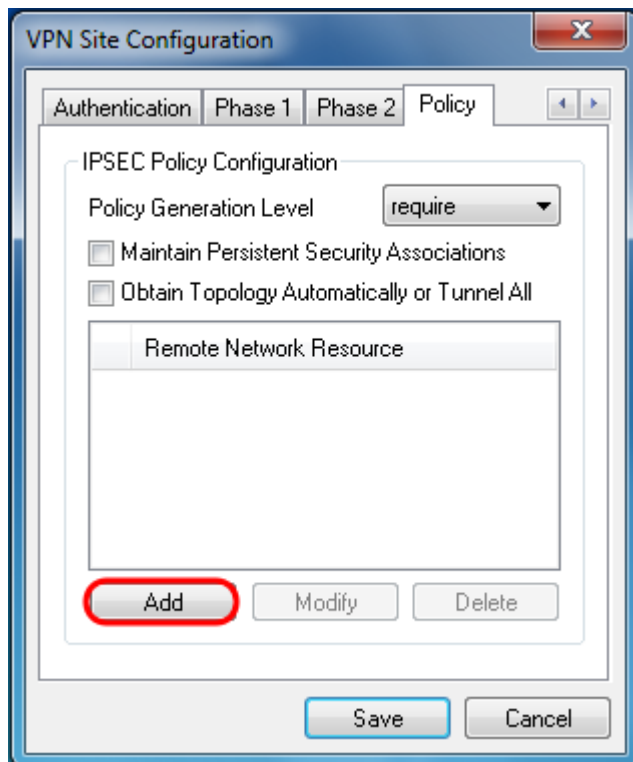 VPN Site Configuration
Authentication Phase 1 Phase 2 Policy
IPSEC Policy Configuration
Policy Generation Level require
Maintain Persistent Security Associations
Obtain Topology Automatically or Tunnel All
Remote Network Resource
Add Modify Delete
Save Cancel